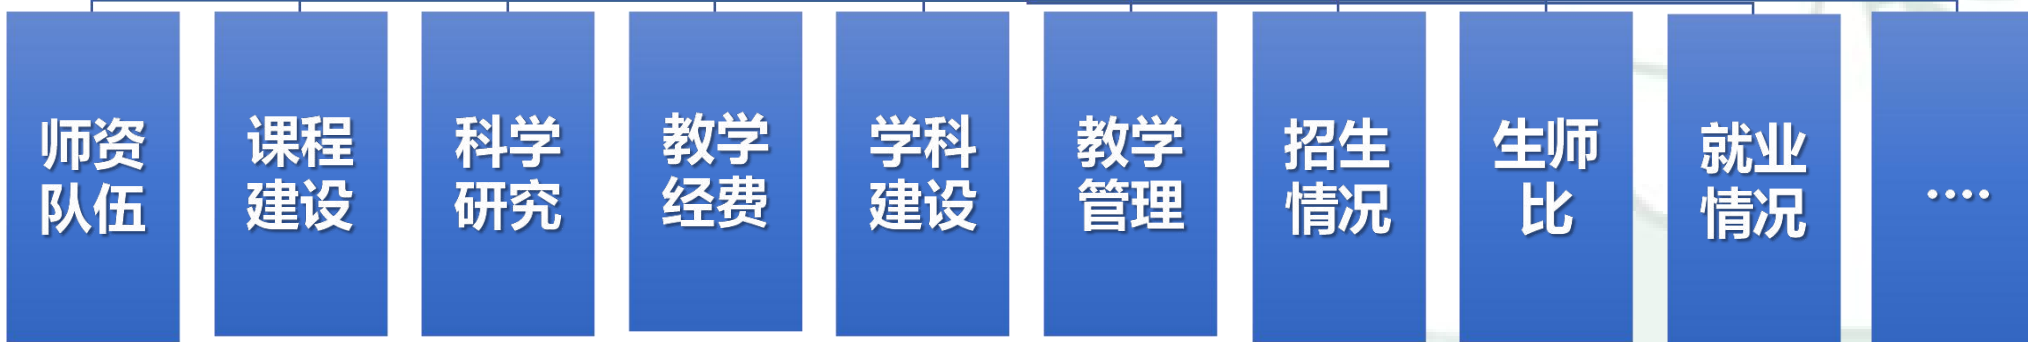 师资
队伍
课程
建设
科学
研究
教学
经费
学科
建设
教学
管理
招生
情况
生师
比
就业
情况
....